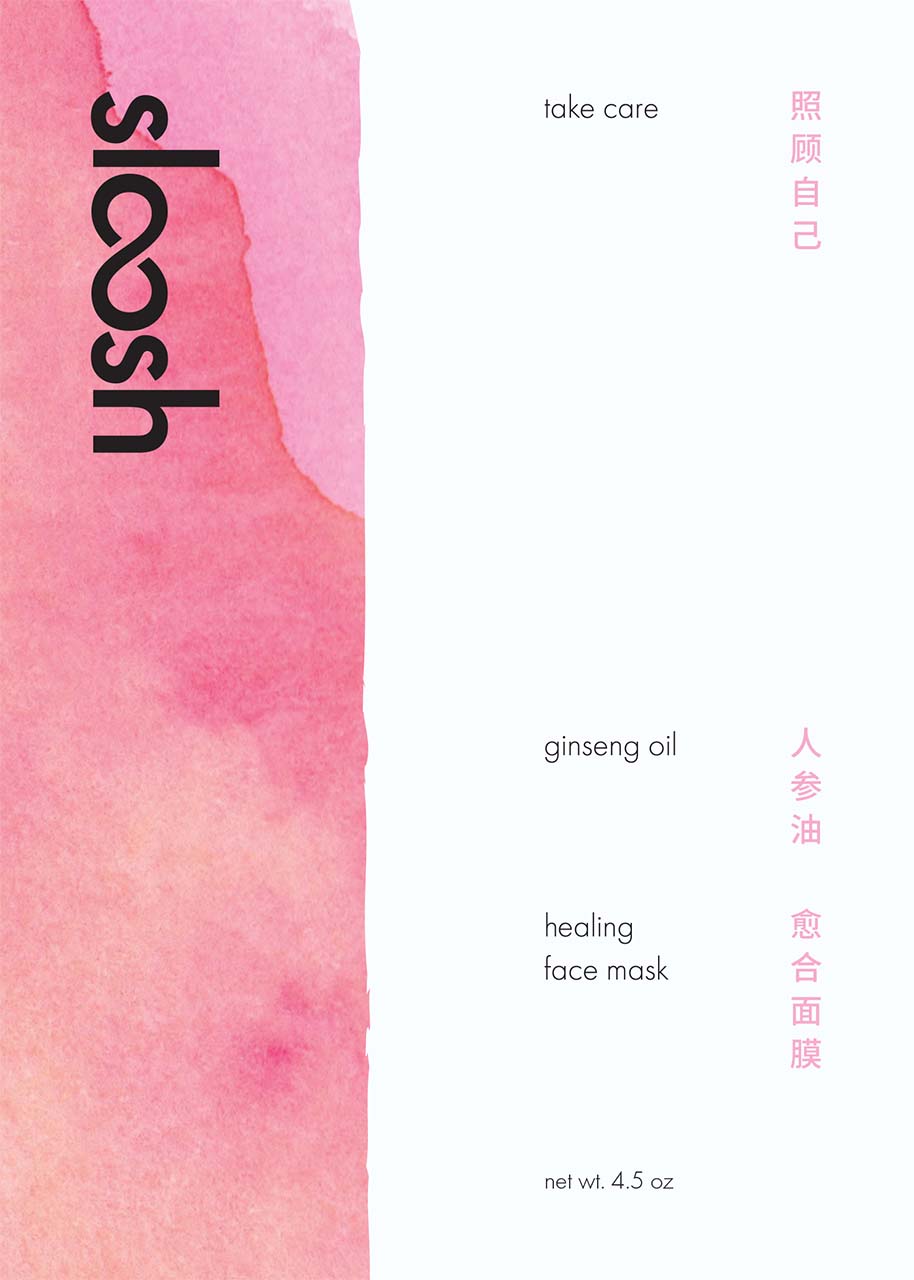 sloosh
take care
照顾自己
ginseng oil
人参油
healing
face mask
愈合面膜
net wt. 4.5 oz